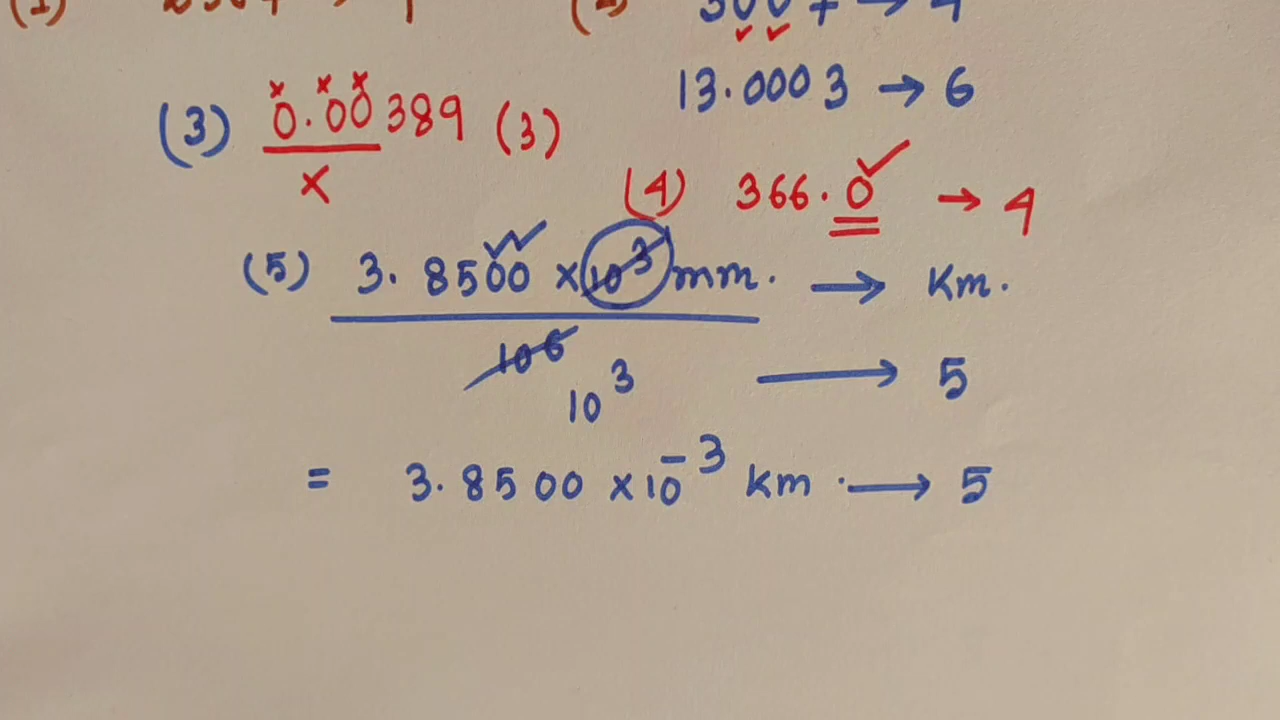 (1)
13.0003 → 6
(3) 0.00389 (3)
x
(4) 366.0 → 4
(5) 3.8500 x 10³ mm. → Km.
10⁶
10³ → 5
= 3.8500 x 10⁻³ km. → 5